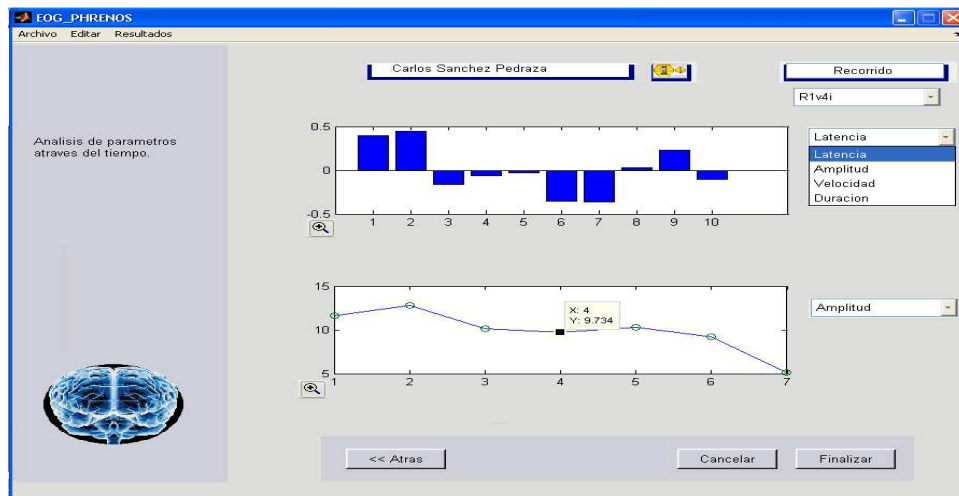 EOG_PHRENOS
Archivo Editar Resultados
Carlos Sanchez Pedraza
Recorrido
R1v4i
Analisis de parametros
atraves del tiempo.
0.5
0
-0.5
1 2 3 4 5 6 7 8 9 10
Latencia
Latencia
Amplitud
Velocidad
Duracion
15
10
5
X: 4
Y: 9.734
1 2 3 4 5 6 7
Amplitud
<< Atras
Cancelar
Finalizar